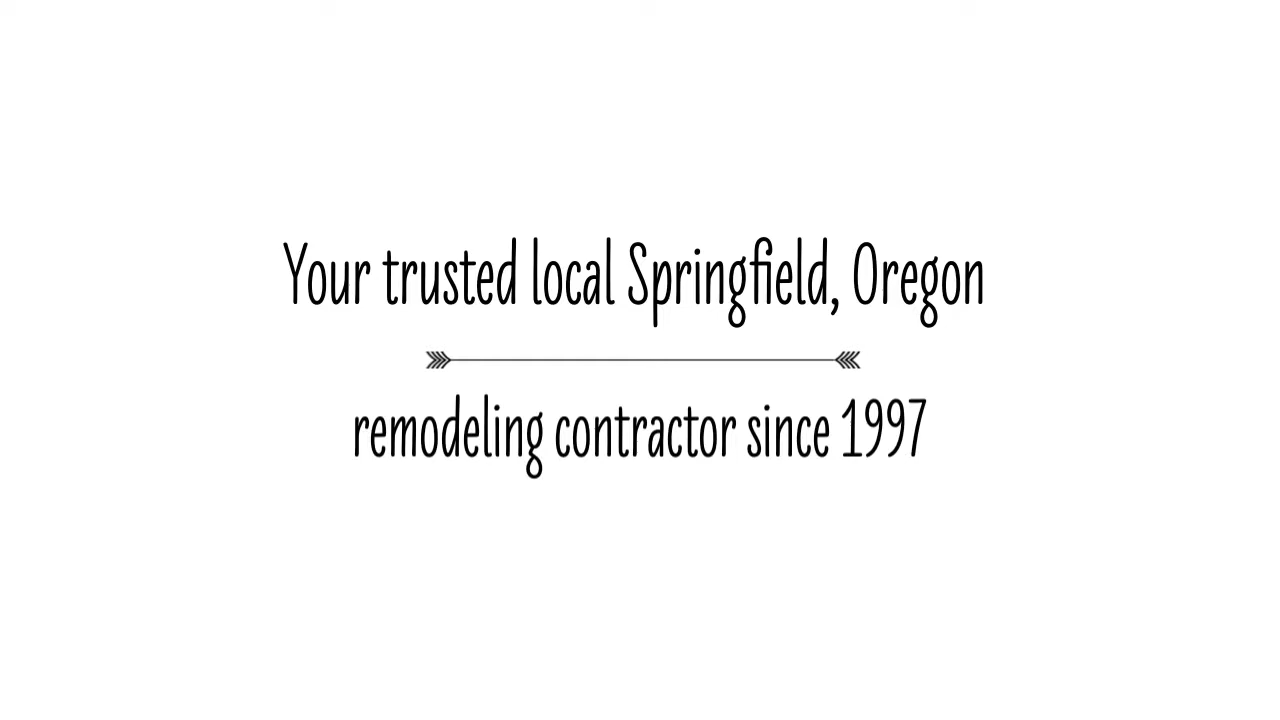 Your trusted local Springfield, Oregon
remodeling contractor since 1997